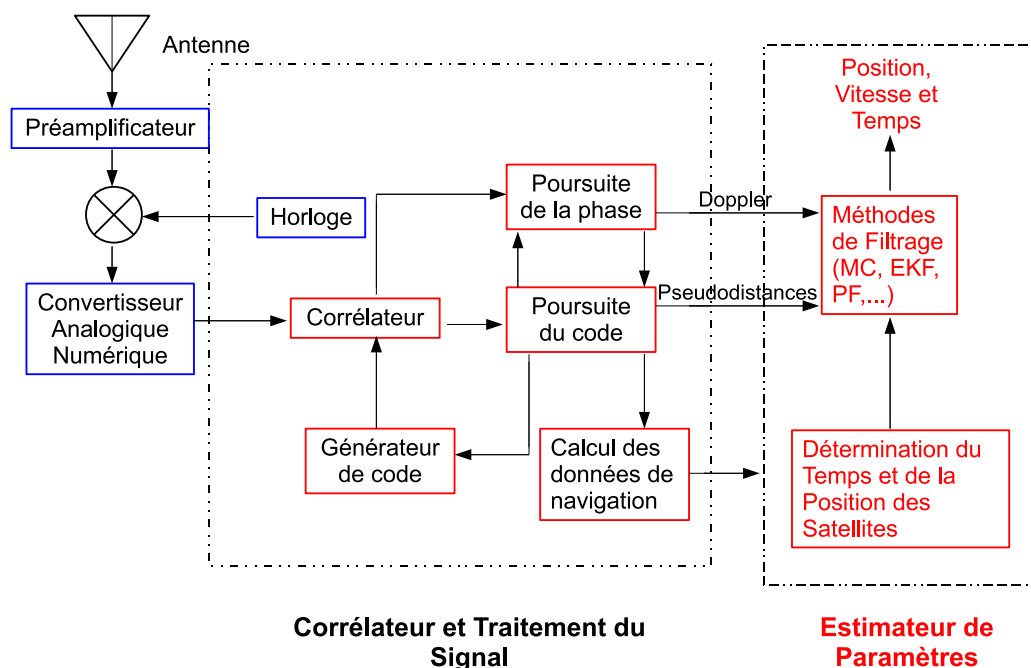 Antenne
Préamplificateur
Horloge
Convertisseur
Analogique
Numérique
Corrélateur
Poursuite
de la phase
Poursuite
du code
Générateur
de code
Calcul des
données de
navigation
Doppler
Pseudodistances
Position,
Vitesse et
Temps
Méthodes
de Filtrage
(MC, EKF,
PF,...)
Détermination du
Temps et de la
Position des
Satellites
Corrélateur et Traitement du
Signal
Estimateur de
Paramètres